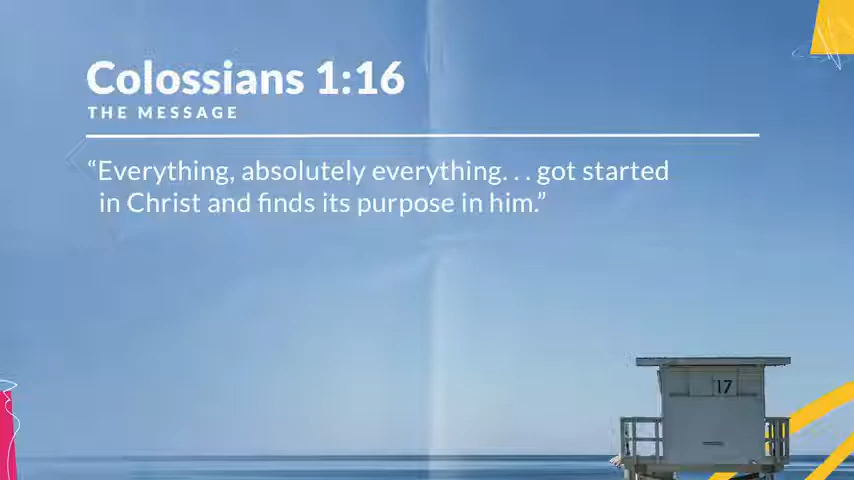 Colossians 1:16
THE MESSAGE
“Everything, absolutely everything. . . got started
in Christ and finds its purpose in him.”
17